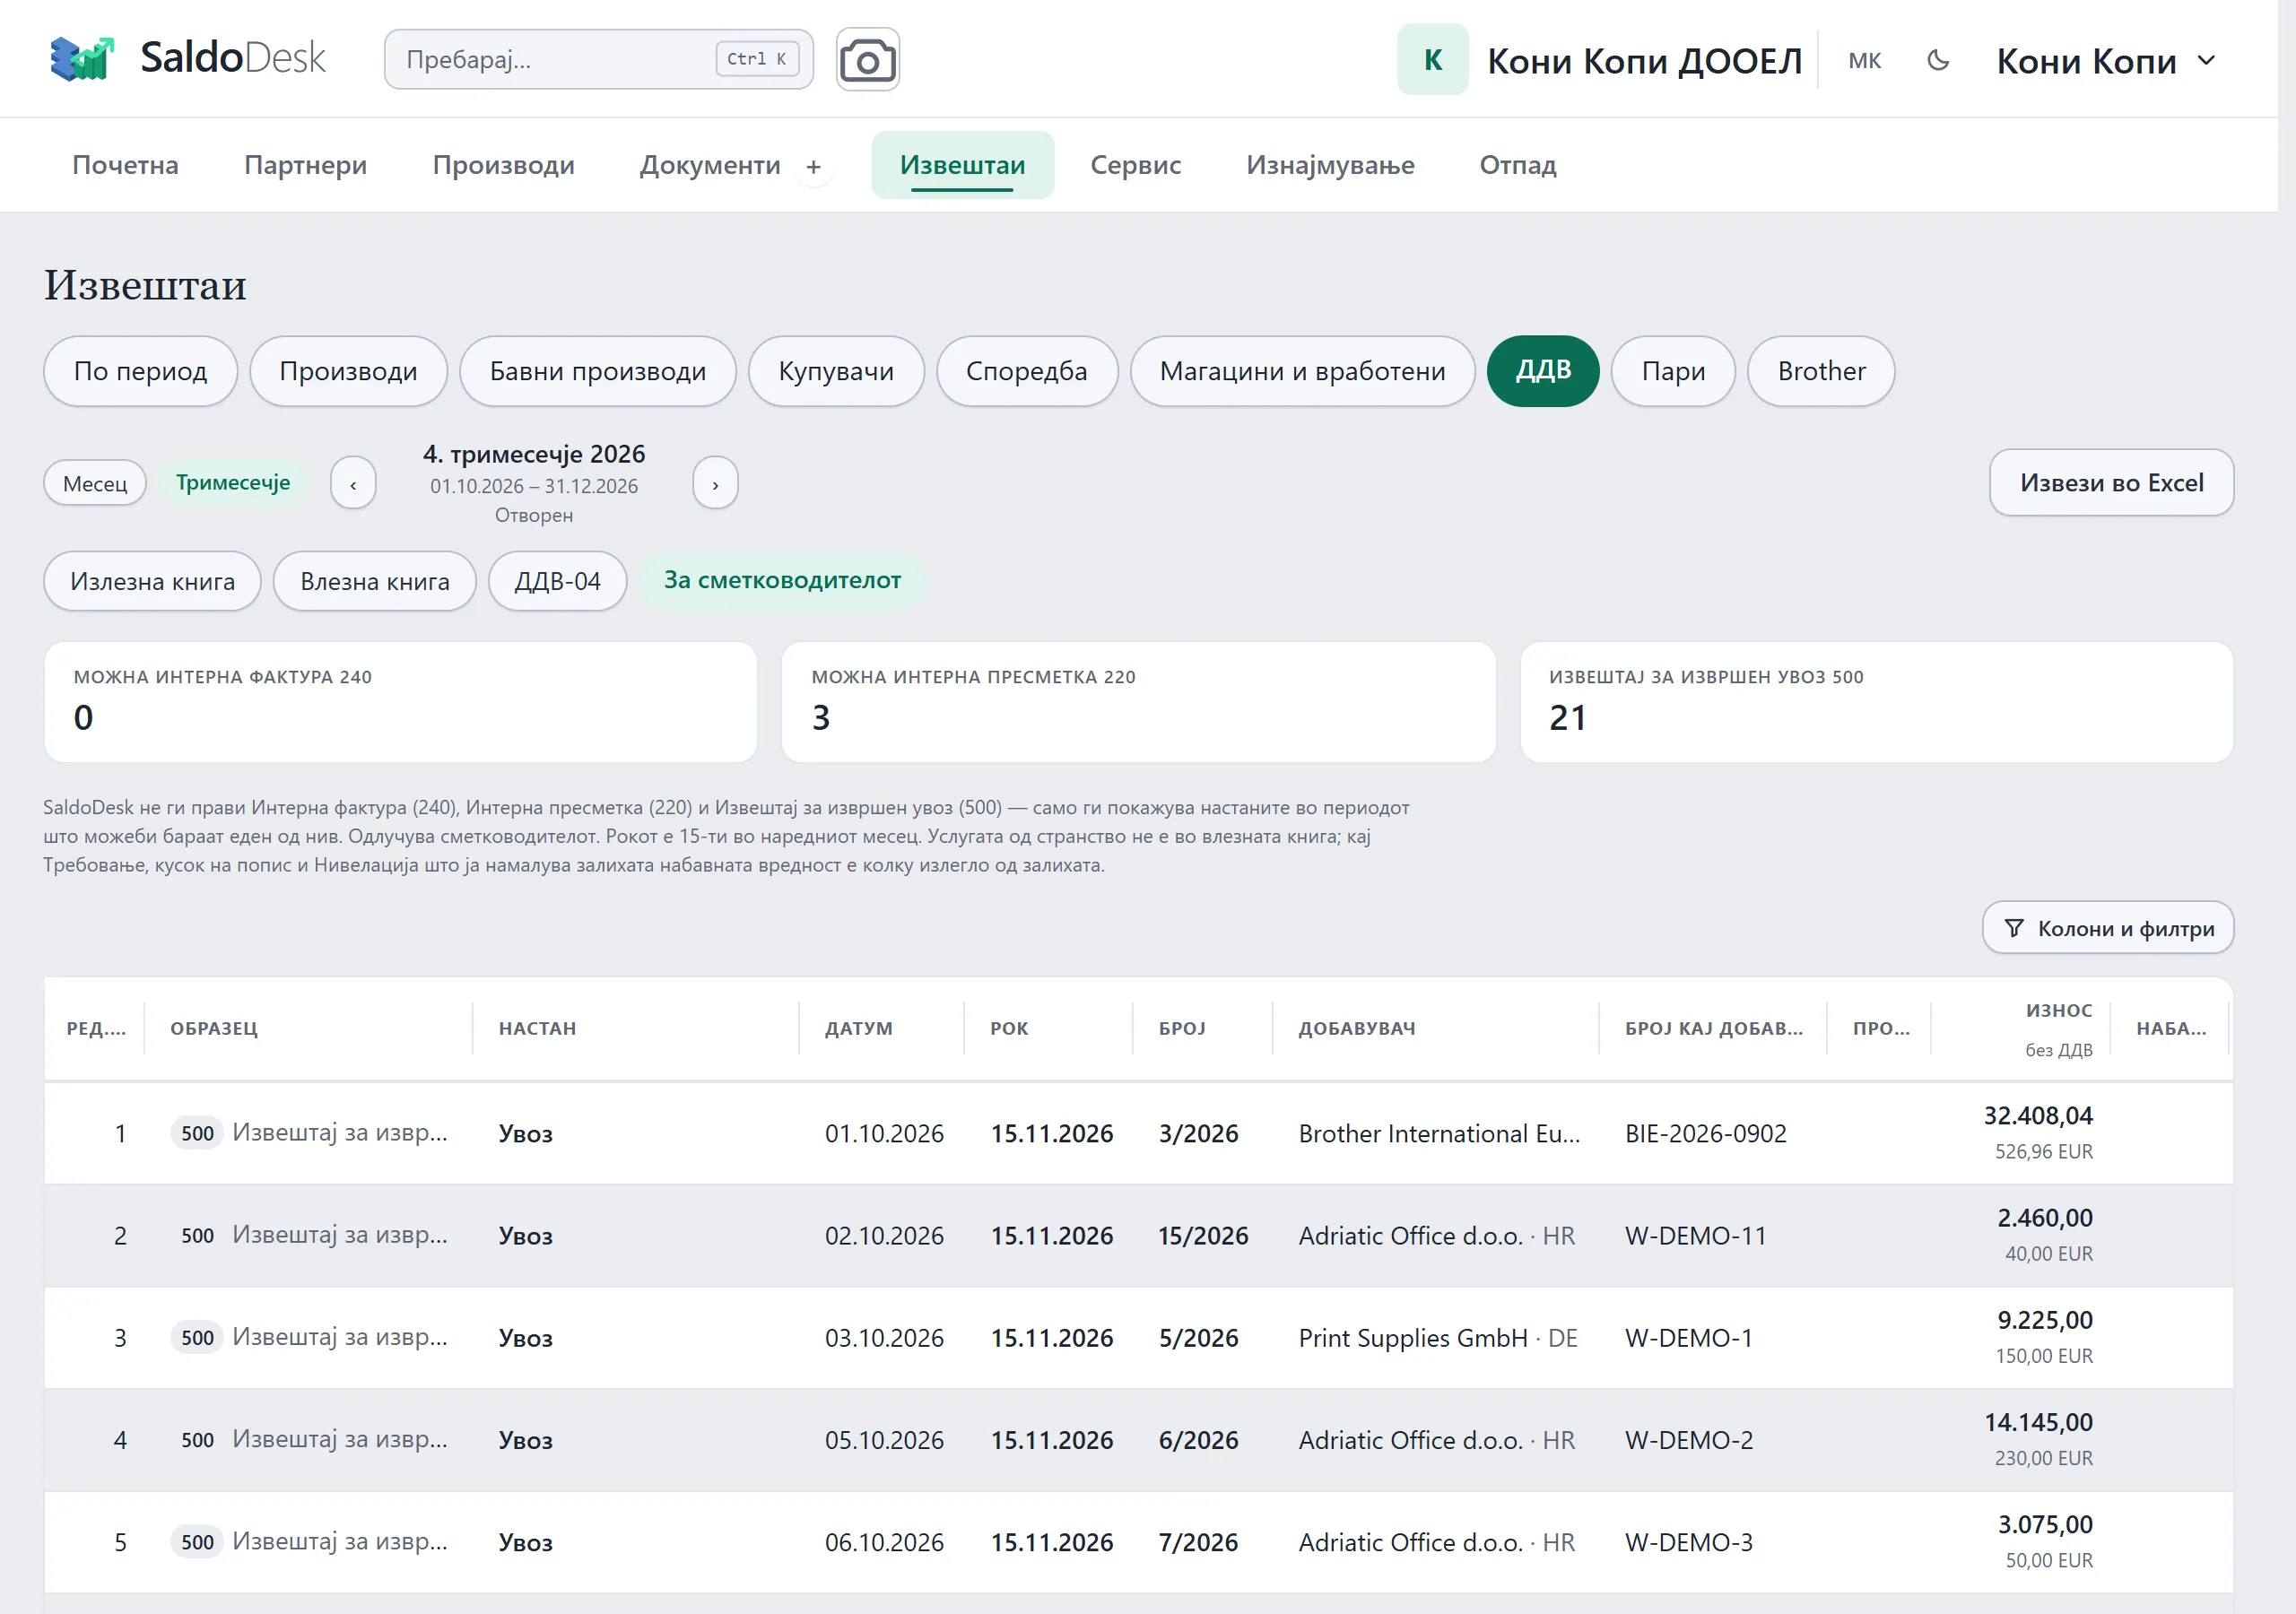 SaldoDesk
Пребарај...
Ctrl K
К
Кони Копи ДООЕЛ
МК
Кони Копи
Почетна
Партнери
Производи
Документи
+
Извештаи
Сервис
Изнајмување
Отпад
Извештаи
По период
Производи
Бавни производи
Купувачи
Споредба
Магацини и вработени
ДДВ
Пари
Brother
Месец
Тримесечје
‹
4. тримесечје 2026
01.10.2026 – 31.12.2026
Отворен
›
Извези во Excel
Излезна книга
Влезна книга
ДДВ-04
За сметководителот
МОЖНА ИНТЕРНА ФАКТУРА 240
0
МОЖНА ИНТЕРНА ПРЕСМЕТКА 220
3
ИЗВЕШТАЈ ЗА ИЗВРШЕН УВОЗ 500
21
SaldoDesk не ги прави Интерна фактура (240), Интерна пресметка (220) и Извештај за извршен увоз (500) — само ги покажува настаните во периодот
што можеби бараат еден од нив. Одлучува сметководителот. Рокот е 15-ти во наредниот месец. Услугата од странство не е во влезната книга; кај
Требовање, кусок на попис и Нивелација што ја намалува залихата набавната вредност е колку излегло од залихата.
Колони и филтри
РЕД.... ОБРАЗЕЦ НАСТАН ДАТУМ РОК БРОЈ ДОБАВУВАЧ БРОЈ КАЈ ДОБАВ... ПРО... ИЗНОС НАБА...
без ДДВ
1 500 Извештај за извр... Увоз 01.10.2026 15.11.2026 3/2026 Brother International Eu... BIE-2026-0902 32.408,04
526,96 EUR
2 500 Извештај за извр... Увоз 02.10.2026 15.11.2026 15/2026 Adriatic Office d.o.o. · HR W-DEMO-11 2.460,00
40,00 EUR
3 500 Извештај за извр... Увоз 03.10.2026 15.11.2026 5/2026 Print Supplies GmbH · DE W-DEMO-1 9.225,00
150,00 EUR
4 500 Извештај за извр... Увоз 05.10.2026 15.11.2026 6/2026 Adriatic Office d.o.o. · HR W-DEMO-2 14.145,00
230,00 EUR
5 500 Извештај за извр... Увоз 06.10.2026 15.11.2026 7/2026 Adriatic Office d.o.o. · HR W-DEMO-3 3.075,00
50,00 EUR